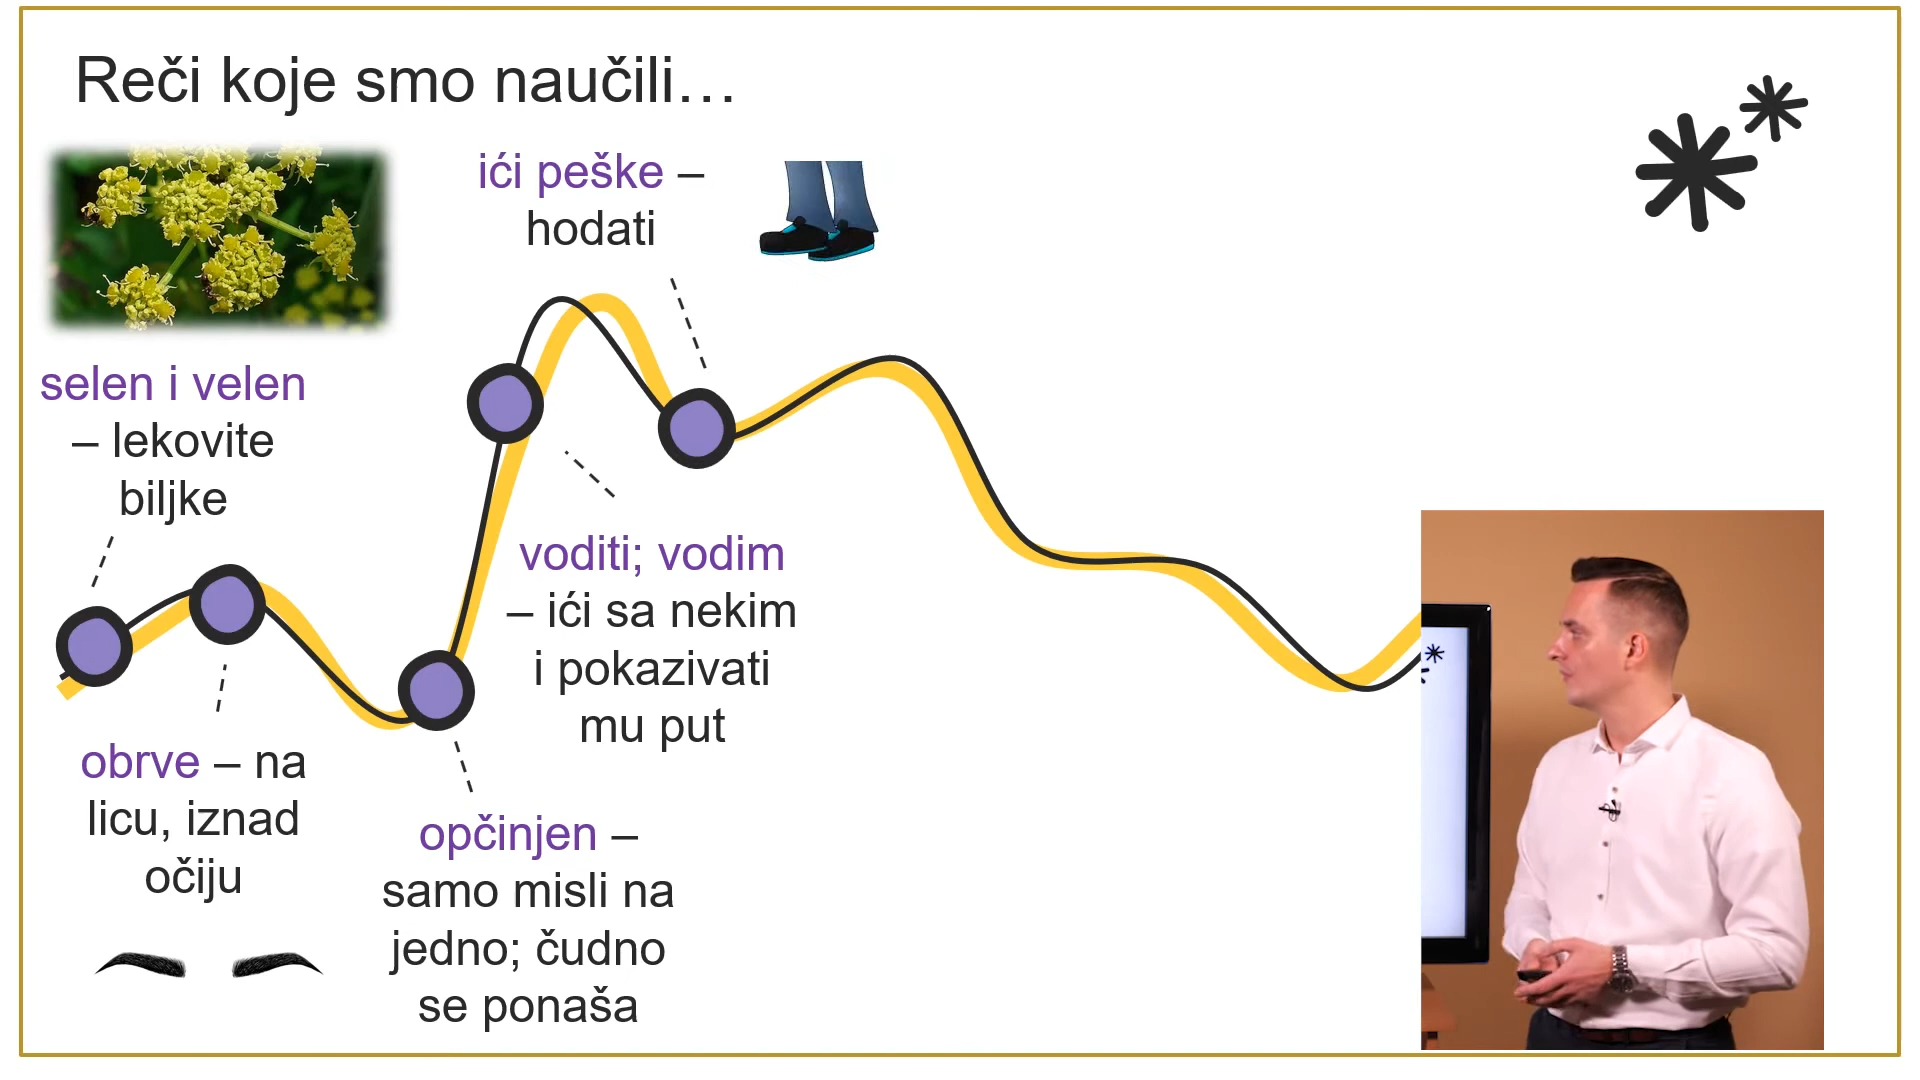 Reči koje smo naučili…
selen i velen
– lekovite
biljke
obrve – na
licu, iznad
očiju
opčinjen –
samo misli na
jedno; čudno
se ponaša
voditi; vodim
– ići sa nekim
i pokazivati
mu put
ići peške –
hodati